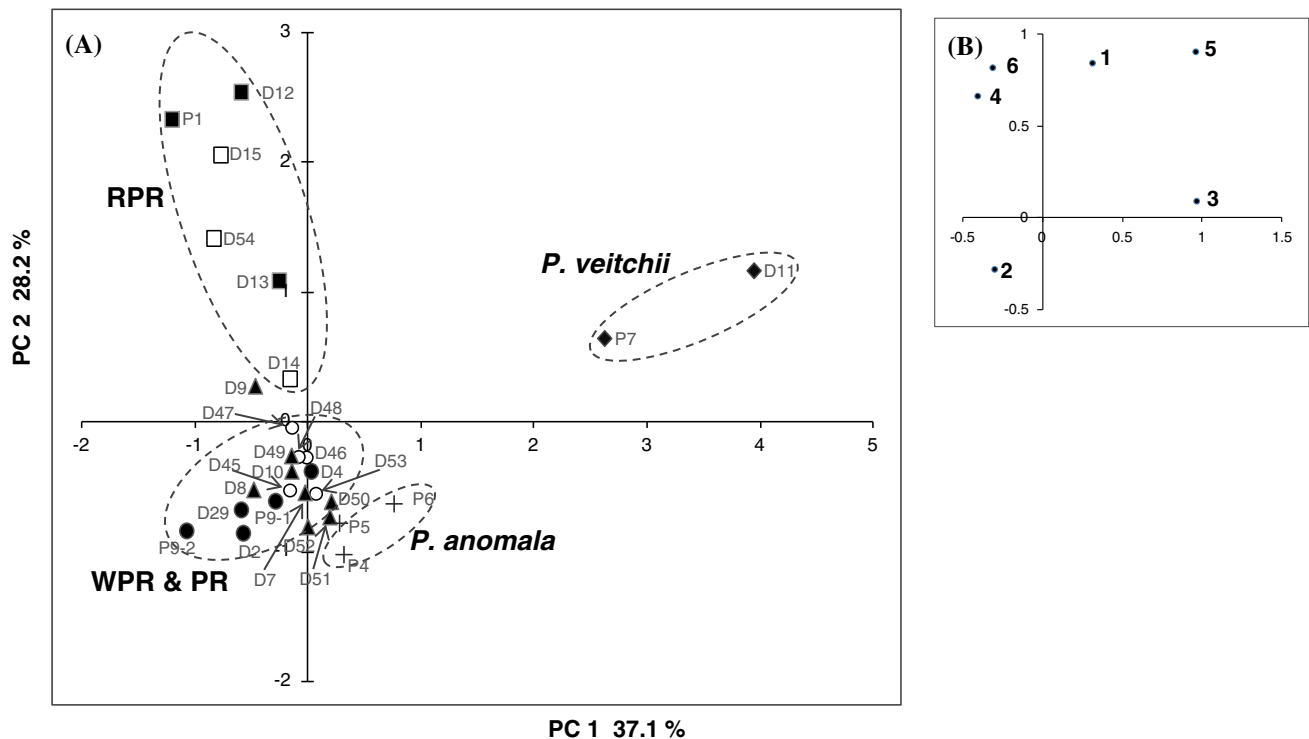 (A)
3
P1
D12
D15
2
RPR
D54
D13
1
P. veitchii
D11
P7
D14
D9
D47
0
D48
-2
-1
0
1
2
3
4
5
D49
D46
D45
D10
D4
D53
D8
D50
P6
D29
P9-1
P5
P9-2
D2
D52
P. anomala
P4
WPR & PR
D7
D51
-2
PC 2 28.2 %
PC 1 37.1 %
(B)
1
6
1
5
4
0.5
3
0
-0.5
0
0.5
1
1.5
2
-0.5